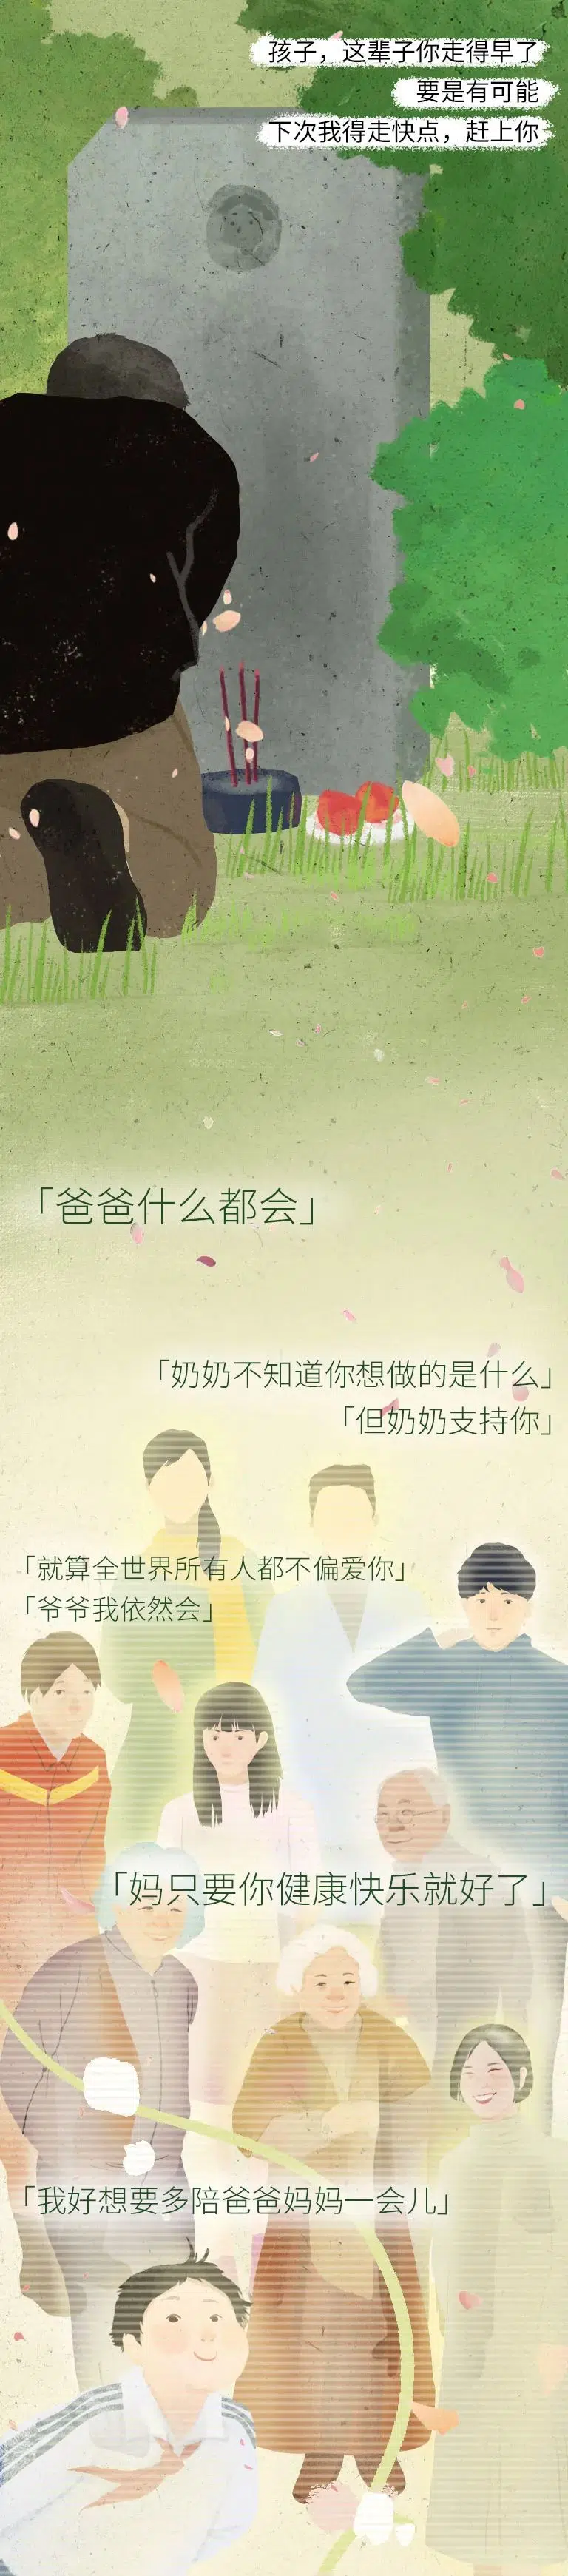 孩子，这辈子你走得早了
要是有可能
下次我得走快点，赶上你
「爸爸什么都会」
「奶奶不知道你想做的是什么」
「但奶奶支持你」
「就算全世界所有人都不偏爱你」
「爷爷我依然会」
「妈只要你健康快乐就好了」
「我好想要多陪爸爸妈妈一会儿」